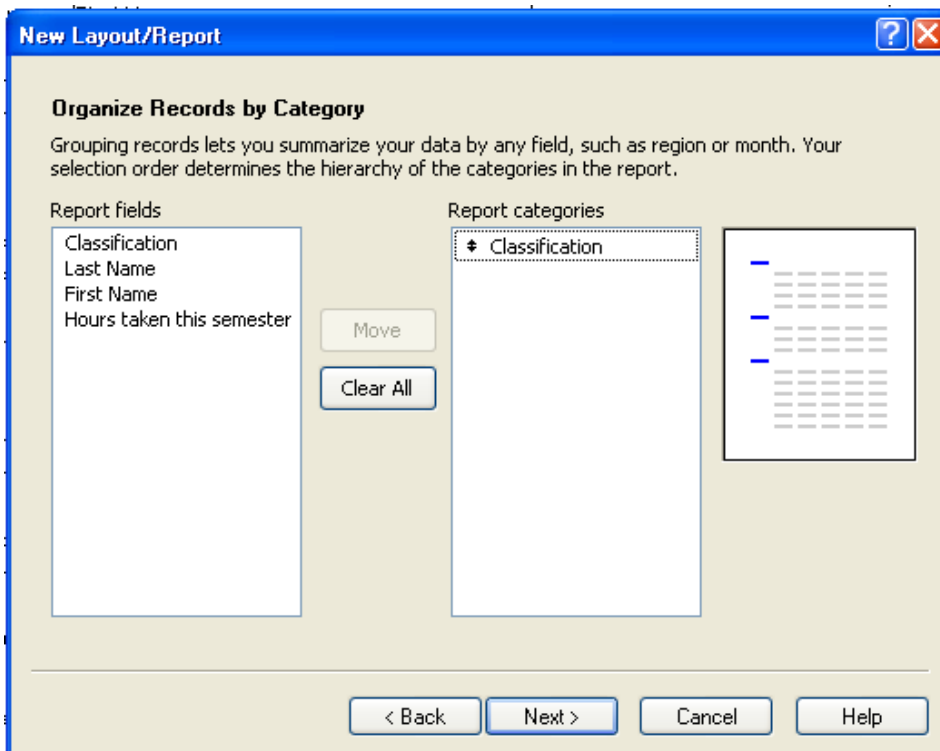 New Layout/Report
?
Organize Records by Category
Grouping records lets you summarize your data by any field, such as region or month. Your
selection order determines the hierarchy of the categories in the report.
Report fields
Report categories
Classification
Last Name
First Name
Hours taken this semester
Move
Clear All
Classification
< Back
Next >
Cancel
Help